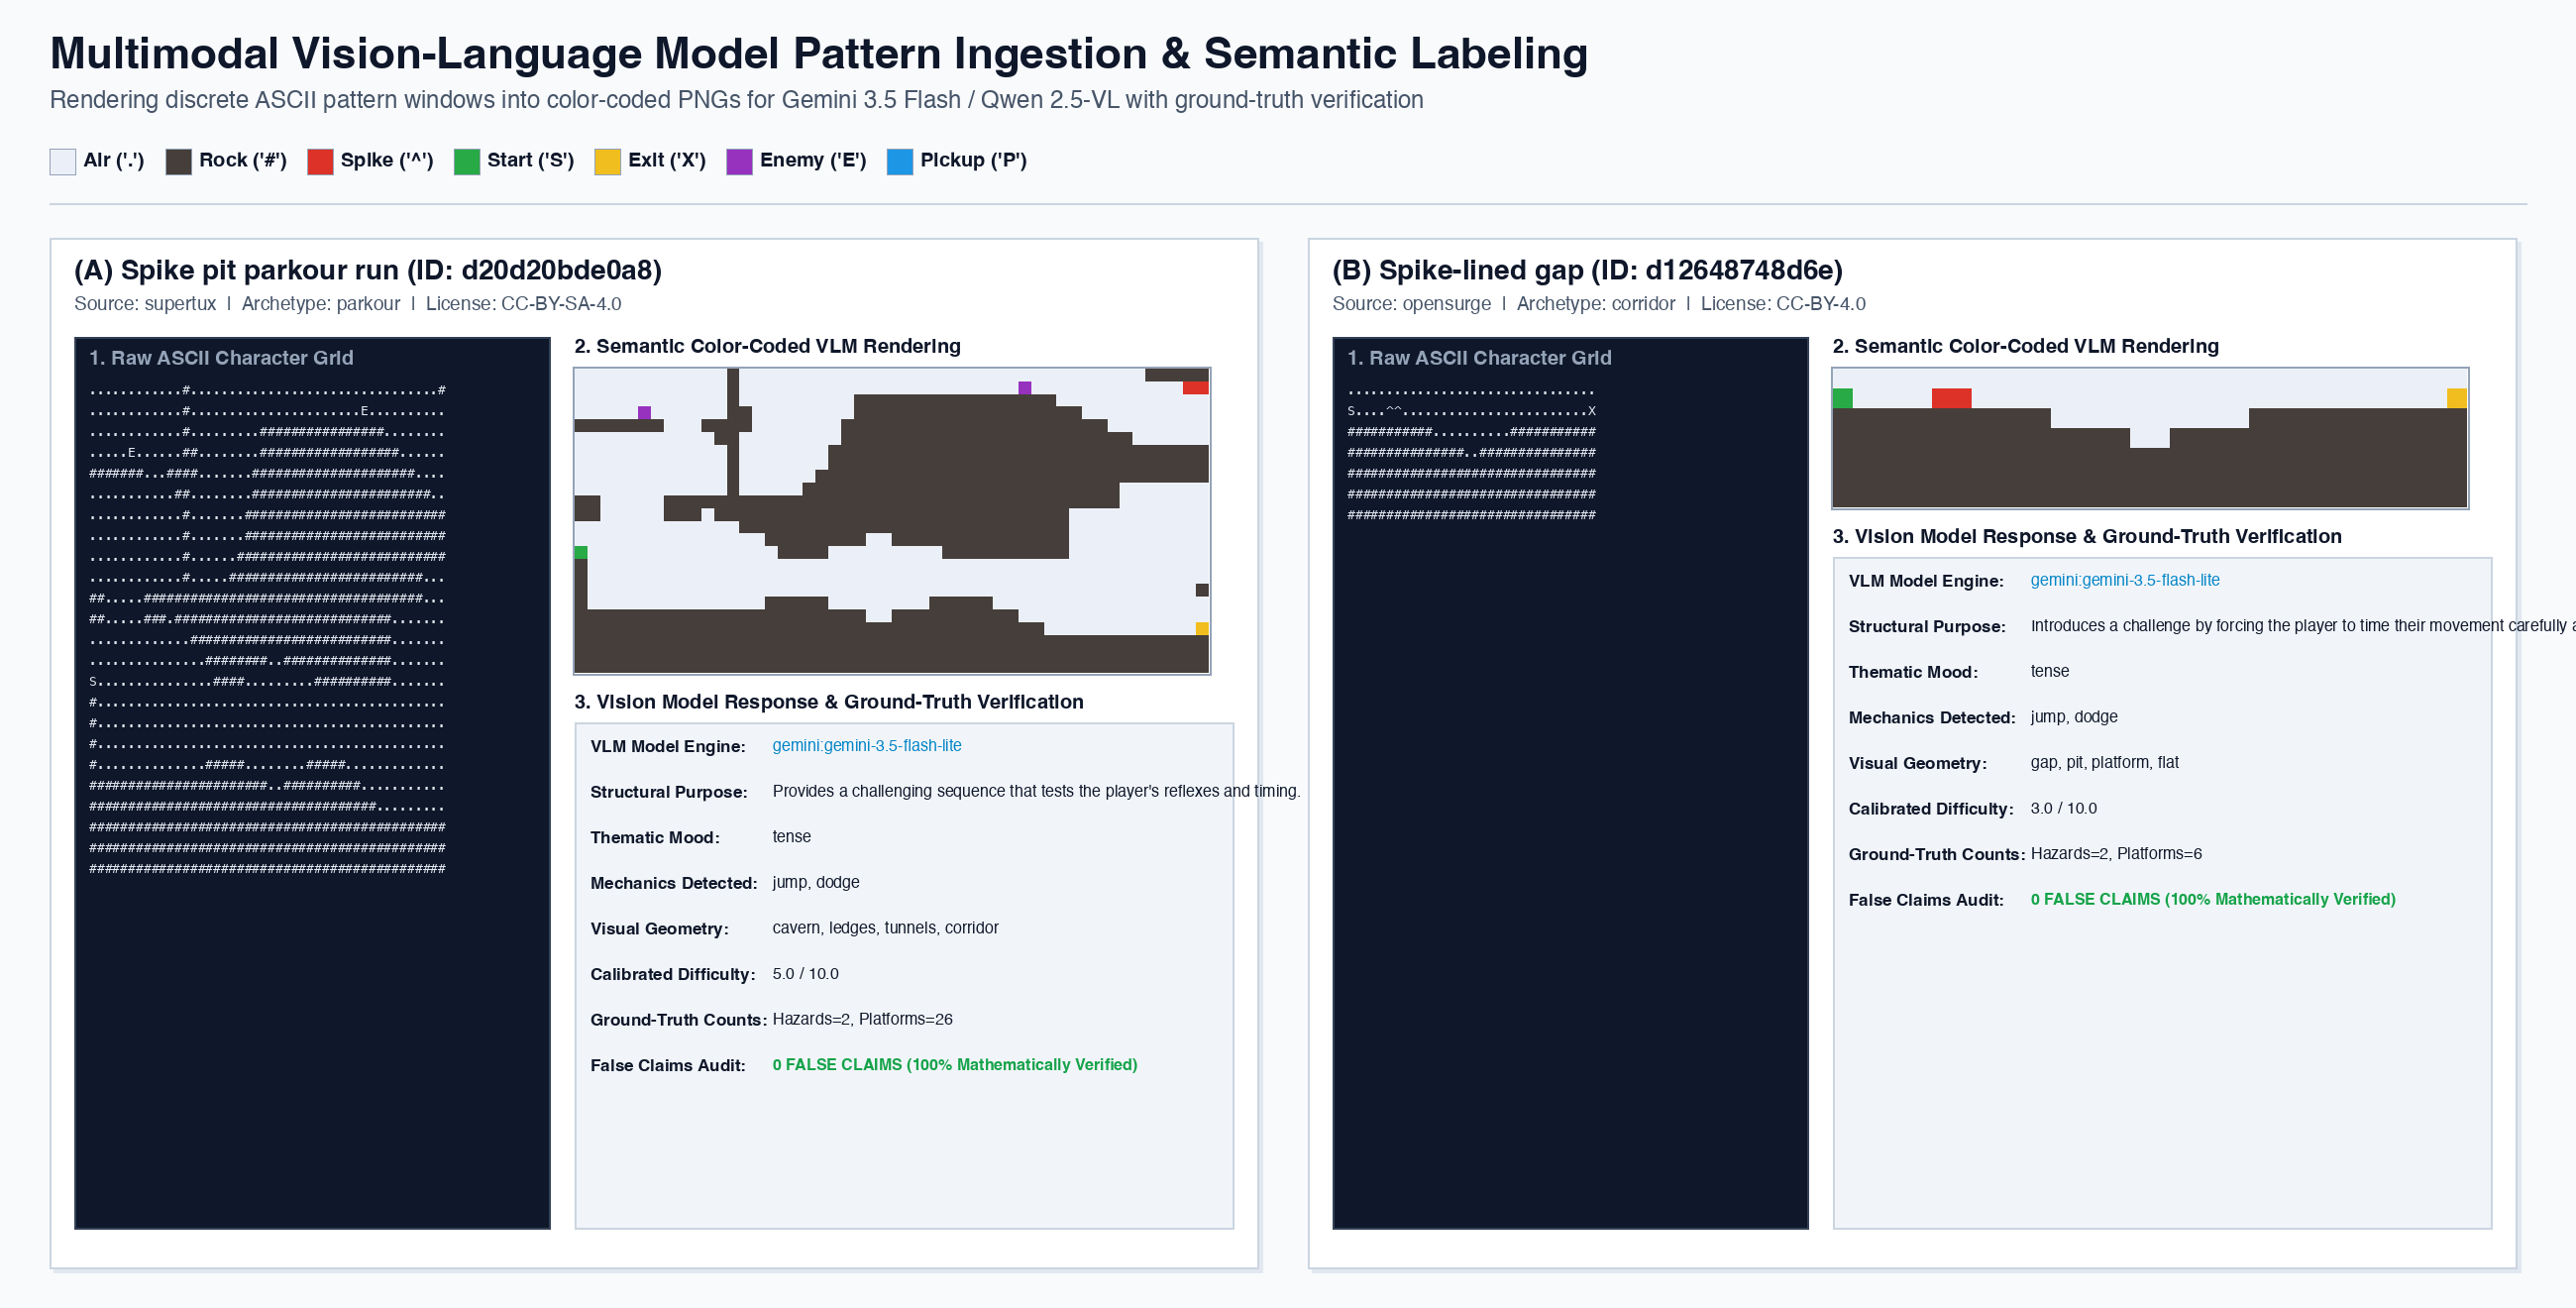 Multimodal Vision-Language Model Pattern Ingestion & Semantic Labeling
Rendering discrete ASCII pattern windows into color-coded PNGs for Gemini 3.5 Flash / Qwen 2.5-VL with ground-truth verification
Air ('.') Rock ('#') Spike ('^') Start ('S') Exit ('X') Enemy ('E') Pickup ('P')
(A) Spike pit parkour run (ID: d20d20bde0a8)
Source: supertux | Archetype: parkour | License: CC-BY-SA-4.0
1. Raw ASCII Character Grid
............#................................#
............#......................E..........
............#.........################........
.....E......##........##################......
#######...####.......#####################....
...........##........#######################..
............#.......##########################
............#.......##########################
............#......###########################
............#.....#########################...
##.....####################################...
##.....###.############################.......
.............##########################.......
...............########..##############.......
S...............####.........##########.......
#.............................................
#.............................................
#.............................................
#..............#####........#####.............
#######################..##########...........
#####################################.........
##############################################
##############################################
##############################################
2. Semantic Color-Coded VLM Rendering
3. Vision Model Response & Ground-Truth Verification
VLM Model Engine: gemini:gemini-3.5-flash-lite
Structural Purpose: Provides a challenging sequence that tests the player's reflexes and timing.
Thematic Mood: tense
Mechanics Detected: jump, dodge
Visual Geometry: cavern, ledges, tunnels, corridor
Calibrated Difficulty: 5.0 / 10.0
Ground-Truth Counts: Hazards=2, Platforms=26
False Claims Audit: 0 FALSE CLAIMS (100% Mathematically Verified)
(B) Spike-lined gap (ID: d12648748d6e)
Source: opensurge | Archetype: corridor | License: CC-BY-4.0
1. Raw ASCII Character Grid
................................
S....^^........................X
###########..........###########
###############..###############
################################
################################
################################
2. Semantic Color-Coded VLM Rendering
3. Vision Model Response & Ground-Truth Verification
VLM Model Engine: gemini:gemini-3.5-flash-lite
Structural Purpose: Introduces a challenge by forcing the player to time their movement carefully
Thematic Mood: tense
Mechanics Detected: jump, dodge
Visual Geometry: gap, pit, platform, flat
Calibrated Difficulty: 3.0 / 10.0
Ground-Truth Counts: Hazards=2, Platforms=6
False Claims Audit: 0 FALSE CLAIMS (100% Mathematically Verified)